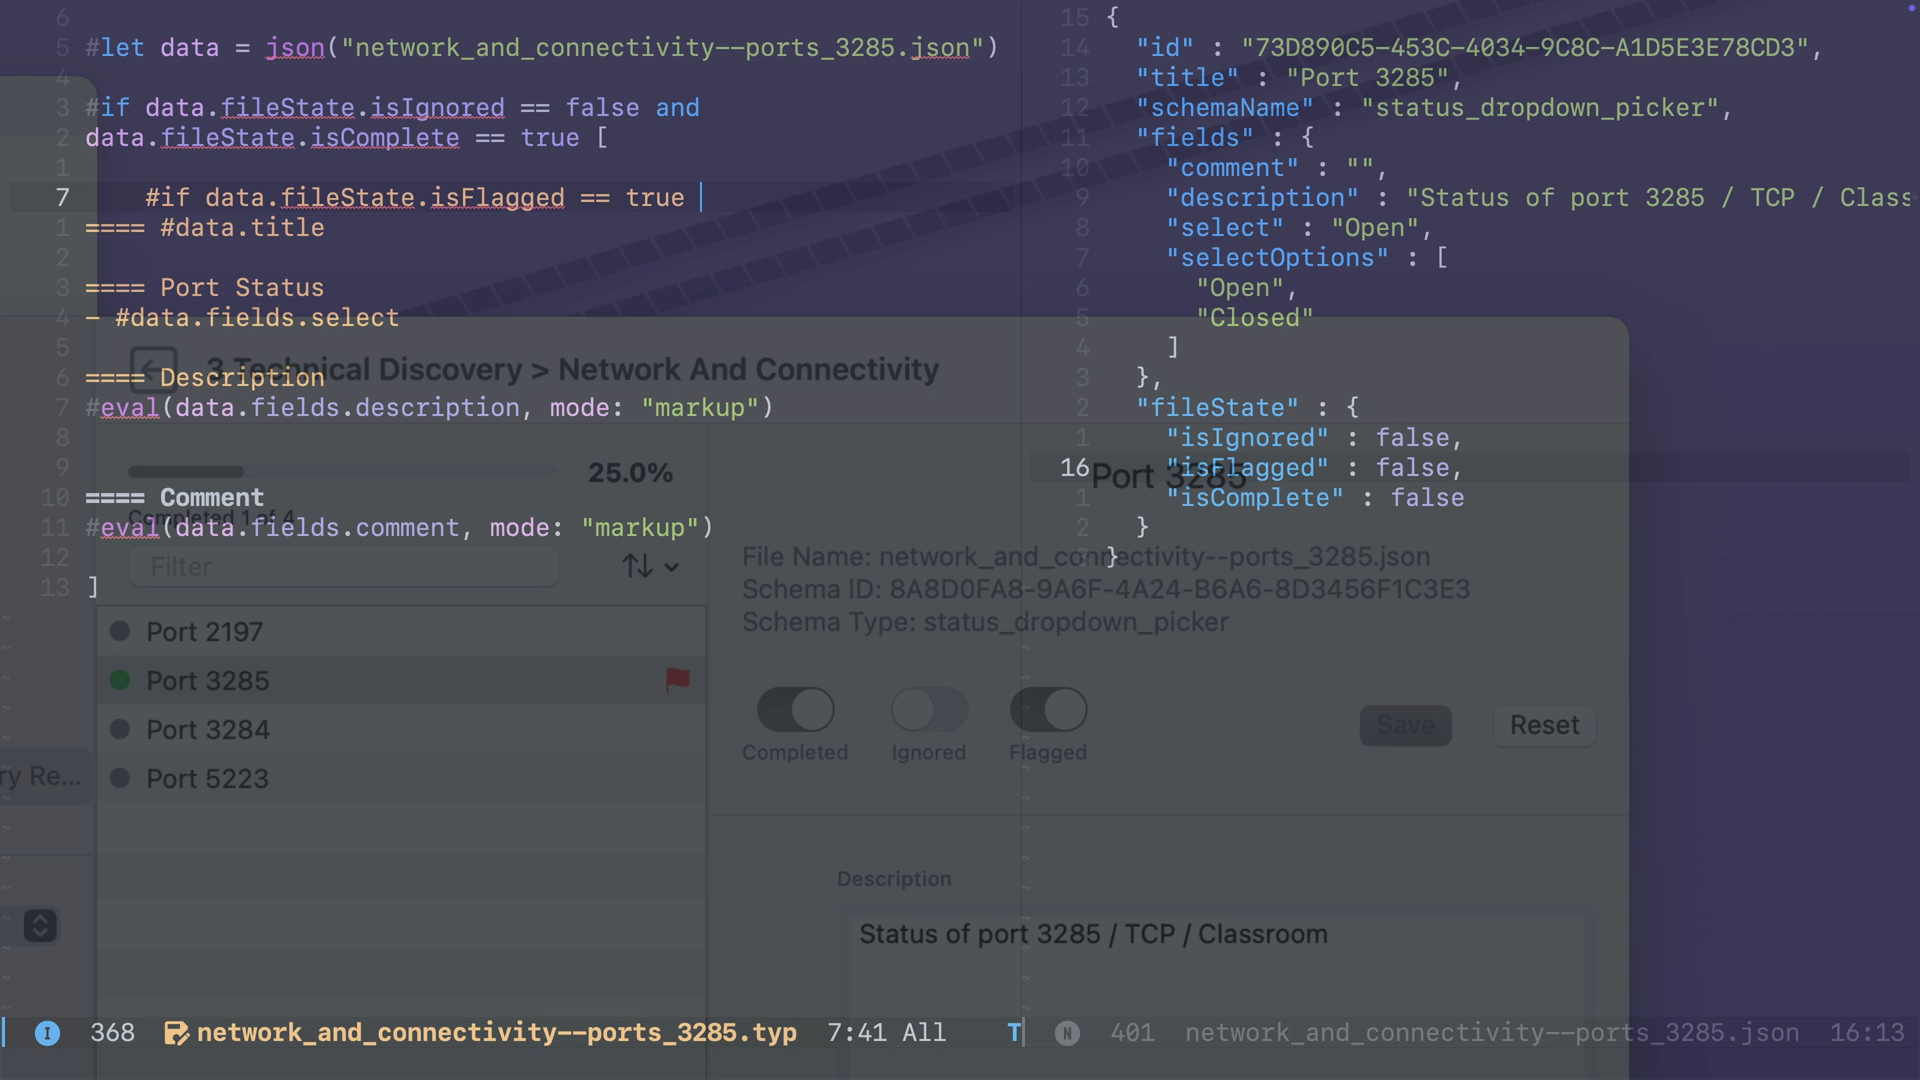 6
5 #let data = json("network_and_connectivity--ports_3285.json")
4
3 #if data.fileState.isIgnored == false and
2 data.fileState.isComplete == true [
1
7 #if data.fileState.isFlagged == true
1 ==== #data.title
2
3 ==== Port Status
4 - #data.fields.select
5
6 ==== Description
7 #eval(data.fields.description, mode: "markup")
8
9
10 ==== Comment
11 #eval(data.fields.comment, mode: "markup")
12
13 ]
15 {
14 "id" : "73D890C5-453C-4034-9C8C-A1D5E3E78CD3",
13 "title" : "Port 3285",
12 "schemaName" : "status_dropdown_picker",
11 "fields" : {
10 "comment" : "",
9 "description" : "Status of port 3285 / TCP / Class
8 "select" : "Open",
7 "selectOptions" : [
6 "Open",
5 "Closed"
4 ]
3 },
2 "fileState" : {
1 "isIgnored" : false,
16 "isFlagged" : false,
1 "isComplete" : false
2 }
}
3 Technical Discovery > Network And Connectivity
25.0%
Completed 1 of 4
Filter
Port 2197
Port 3285
Port 3284
Port 5223
ry Re...
Port 3285
File Name: network_and_connectivity--ports_3285.json
Schema ID: 8A8D0FA8-9A6F-4A24-B6A6-8D3456F1C3E3
Schema Type: status_dropdown_picker
Completed Ignored Flagged
Save Reset
Description
Status of port 3285 / TCP / Classroom
I 368 network_and_connectivity--ports_3285.typ 7:41 All T
N 401 network_and_connectivity--ports_3285.json 16:13